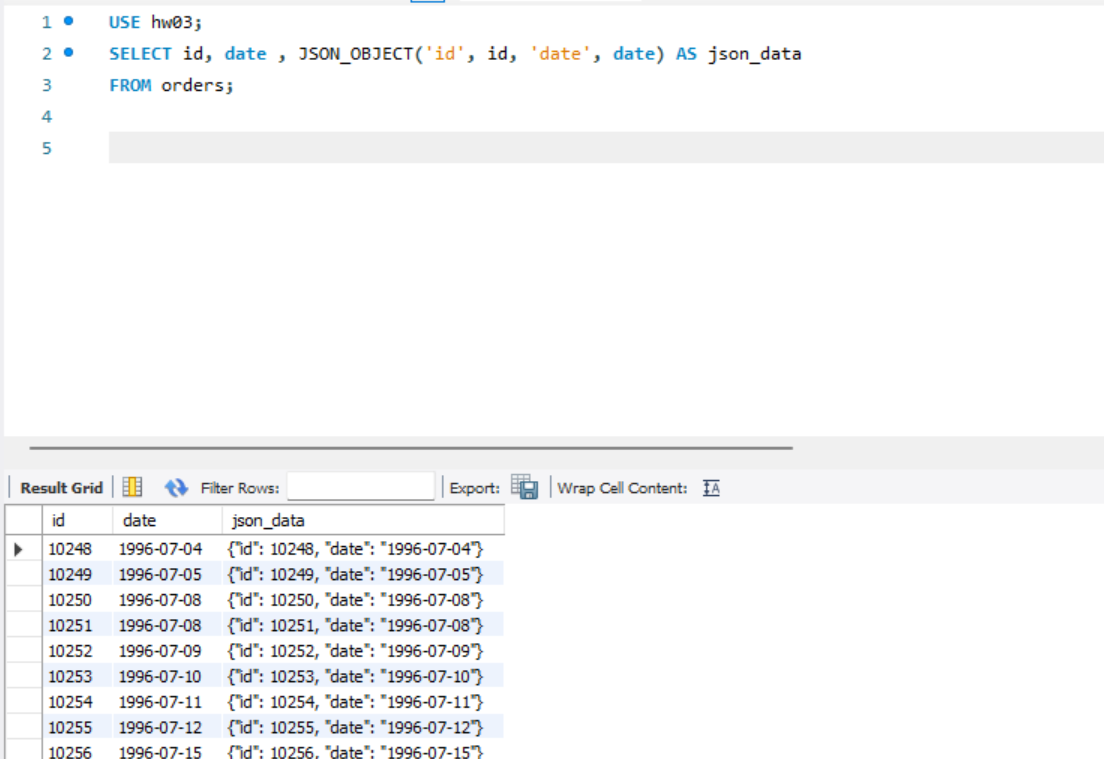 1 USE hw03;
2 SELECT id, date , JSON_OBJECT('id', id, 'date', date) AS json_data
3 FROM orders;
4
5
Result Grid Filter Rows: Export: Wrap Cell Content: IA
id date json_data
10248 1996-07-04 {"id": 10248, "date": "1996-07-04"}
10249 1996-07-05 {"id": 10249, "date": "1996-07-05"}
10250 1996-07-08 {"id": 10250, "date": "1996-07-08"}
10251 1996-07-08 {"id": 10251, "date": "1996-07-08"}
10252 1996-07-09 {"id": 10252, "date": "1996-07-09"}
10253 1996-07-10 {"id": 10253, "date": "1996-07-10"}
10254 1996-07-11 {"id": 10254, "date": "1996-07-11"}
10255 1996-07-12 {"id": 10255, "date": "1996-07-12"}
10256 1996-07-15 {"id": 10256, "date": "1996-07-15"}